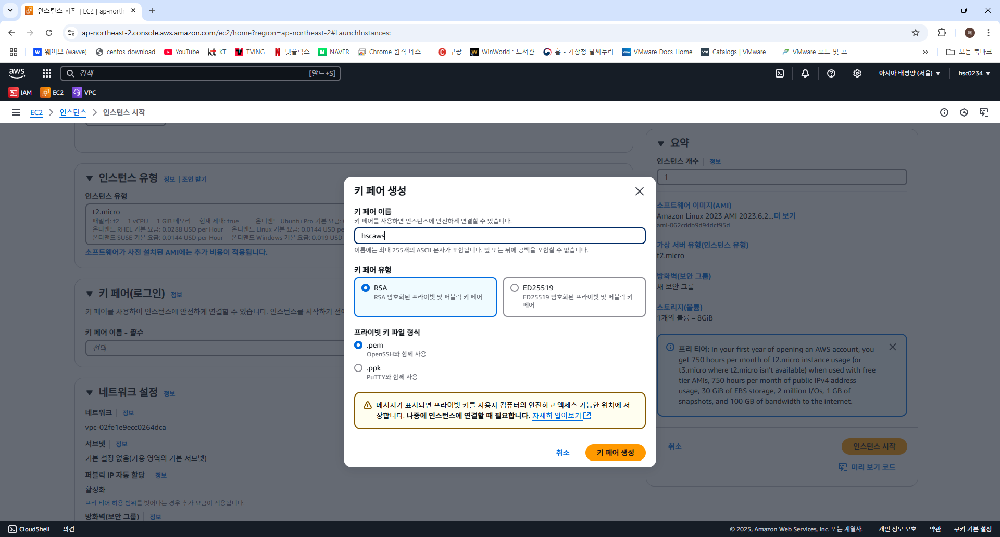 인스턴스 시작 | EC2 | ap-north
ap-northeast-2.console.aws.amazon.com/ec2/home?region=ap-northeast-2#LaunchInstances:
애
웨이브 (wavve)
centos download
YouTube
KT
TVING
넷플릭스
NAVER
Chrome 원격 데스...
쿠팡
WinWorld : 도서관
홈 - 기상청 날씨누리
VMware Docs Home
Catalogs | VMware...
VMware 포트 및 프...
모든 북마크
aws
검색
[알트+S]
아시아 태평양 (서울)
hsc0234
IAM
EC2
VPC
EC2
인스턴스
인스턴스 시작
인스턴스 유형
정보 | 조언 받기
인스턴스 유형
t2.micro
패밀리: t2 1 vCPU 1 GiB 메모리 현재 세대: true 온디맨드 Ubuntu Pro 기본 요금:
온디맨드 RHEL 기본 요금: 0.0288 USD per Hour 온디맨드 Linux 기본 요금: 0.0144 USD pe
온디맨드 SUSE 기본 요금: 0.0144 USD per Hour 온디맨드 Windows 기본 요금: 0.019 USD
소프트웨어가 사전 설치된 AMI에는 추가 비용이 적용됩니다.
키 페어(로그인) 정보
키 페어를 사용하여 인스턴스에 안전하게 연결할 수 있습니다. 인스턴스를 시작하기 전에
키 페어 이름 - 필수
선택
네트워크 설정 정보
네트워크 정보
vpc-02fe1e9ecc0264dca
서브넷 정보
기본 설정 없음(가용 영역의 기본 서브넷)
퍼블릭 IP 자동 할당 정보
활성화
프리 티어 허용 범위를 벗어나는 경우 추가 요금이 적용됩니다.
방화벽(보안 그룹) 정보
키 페어 생성
키 페어 이름
키 페어를 사용하면 인스턴스에 안전하게 연결할 수 있습니다.
hscaws
이름에는 최대 255개의 ASCII 문자가 포함됩니다. 앞 또는 뒤에 공백을 포함할 수 없습니다.
키 페어 유형
RSA
RSA 암호화된 프라이빗 및 퍼블릭 키 페어
ED25519
ED25519 암호화된 프라이빗 및 퍼블릭 키
페어
프라이빗 키 파일 형식
.pem
OpenSSH와 함께 사용
.ppk
PuTTY와 함께 사용
메시지가 표시되면 프라이빗 키를 사용자 컴퓨터의 안전하고 액세스 가능한 위치에 저
장합니다. 나중에 인스턴스에 연결할 때 필요합니다. 자세히 알아보기
취소
키 페어 생성
요약
인스턴스 개수 정보
1
소프트웨어 이미지(AMI)
Amazon Linux 2023 AMI 2023.6.2...더 보기
ami-062cddb9d94dcf95d
가상 서버 유형(인스턴스 유형)
t2.micro
방화벽(보안 그룹)
새 보안 그룹
스토리지(볼륨)
1개의 볼륨 – 8GiB
프리 티어: In your first year of opening an AWS account, you
get 750 hours per month of t2.micro instance usage (or
t3.micro where t2.micro isn't available) when used with free
tier AMIs, 750 hours per month of public IPv4 address
usage, 30 GiB of EBS storage, 2 million I/Os, 1 GB of
snapshots, and 100 GB of bandwidth to the internet.
취소
인스턴스 시작
미리 보기 코드
CloudShell
의견
© 2025, Amazon Web Services, Inc. 또는 계열사.
개인 정보 보호
약관
쿠키 기본 설정